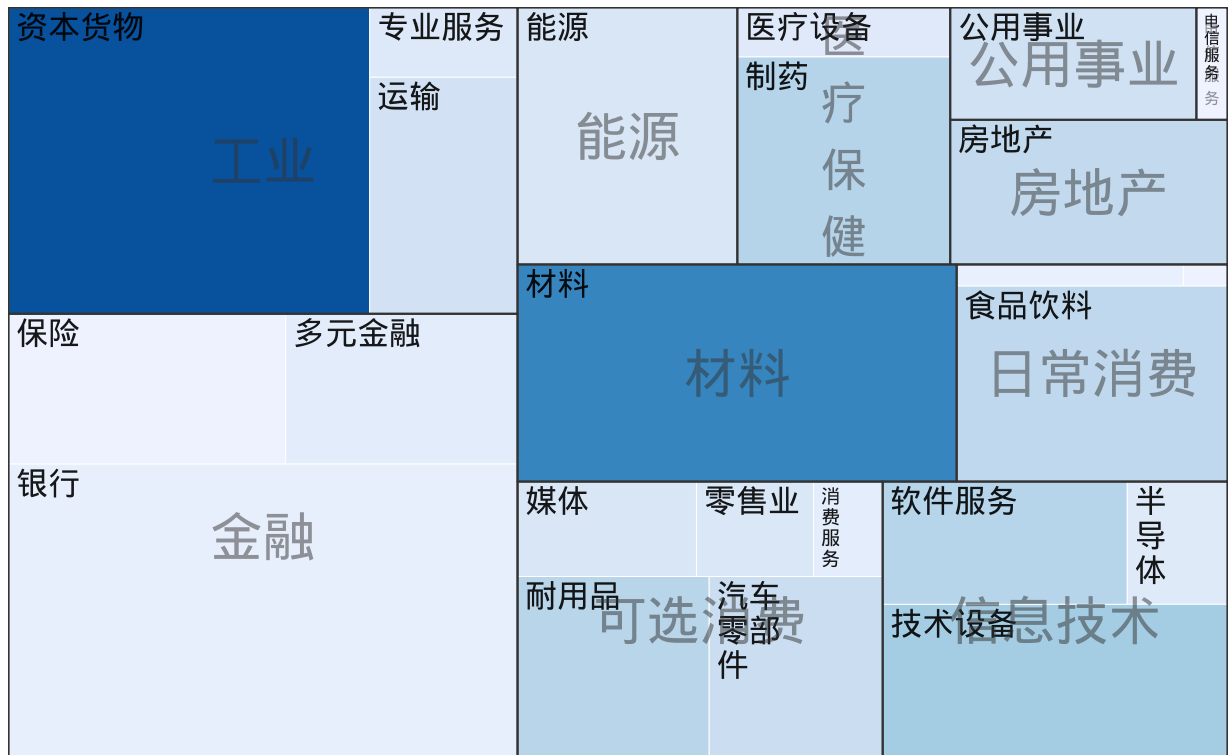 资本货物
专业服务
运输
工业
能源
能源
医疗设备
制药
医疗保健
公用事业
公用事业
电信服务
务
房地产
房地产
材料
材料
食品饮料
日常消费
保险
多元金融
银行
金融
媒体
零售业
消费服务
耐用品
汽车
零部
件
可选消费
软件服务
半导体
技术设备
信息技术